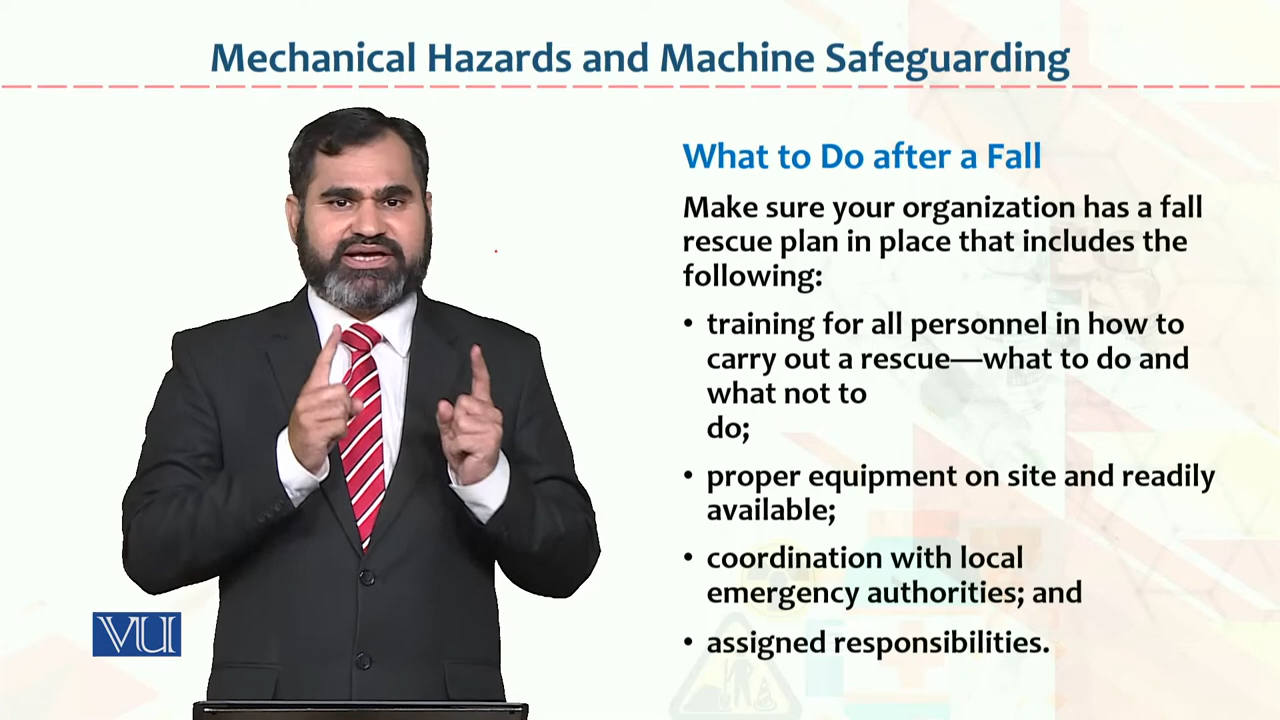 Mechanical Hazards and Machine Safeguarding
What to Do after a Fall
Make sure your organization has a fall
rescue plan in place that includes the
following:
• training for all personnel in how to
carry out a rescue—what to do and
what not to
do;
• proper equipment on site and readily
available;
• coordination with local
emergency authorities; and
• assigned responsibilities.
VU